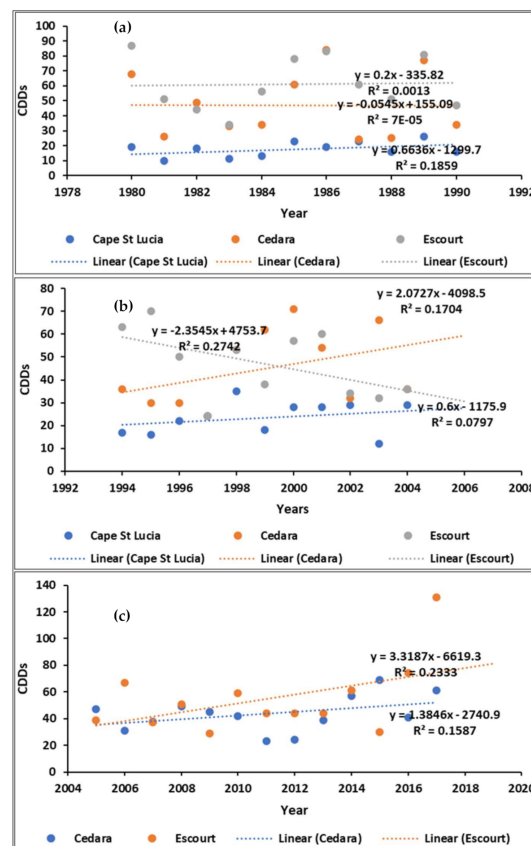 (a)
CDDs
100
90
80
70
60
50
40
30
20
10
0
y = 0.2x - 335.82
R² = 0.0013
y = -0.0545x + 155.09
R² = 7E-05
y = 0.6636x - 1299.7
R² = 0.1859
1978 1980 1982 1984 1986 1988 1990 1992
Year
Cape St Lucia Cedara Escourt
Linear (Cape St Lucia) Linear (Cedara) Linear (Escourt)
(b)
CDDs
80
70
60
50
40
30
20
10
0
y = 2.0727x - 4098.5
R² = 0.1704
y = -2.3545x + 4753.7
R² = 0.2742
y = 0.6x - 1175.9
R² = 0.0797
1992 1994 1996 1998 2000 2002 2004 2006 2008
Years
Cape St Lucia Cedara Escourt
Linear (Cape St Lucia) Linear (Cedara) Linear (Escourt)
(c)
CDDs
140
120
100
80
60
40
20
0
y = 3.3187x - 6619.3
R² = 0.2333
y = 1.3846x - 2740.9
R² = 0.1587
2004 2006 2008 2010 2012 2014 2016 2018 2020
Year
Cedara Escourt Linear (Cedara) Linear (Escourt)